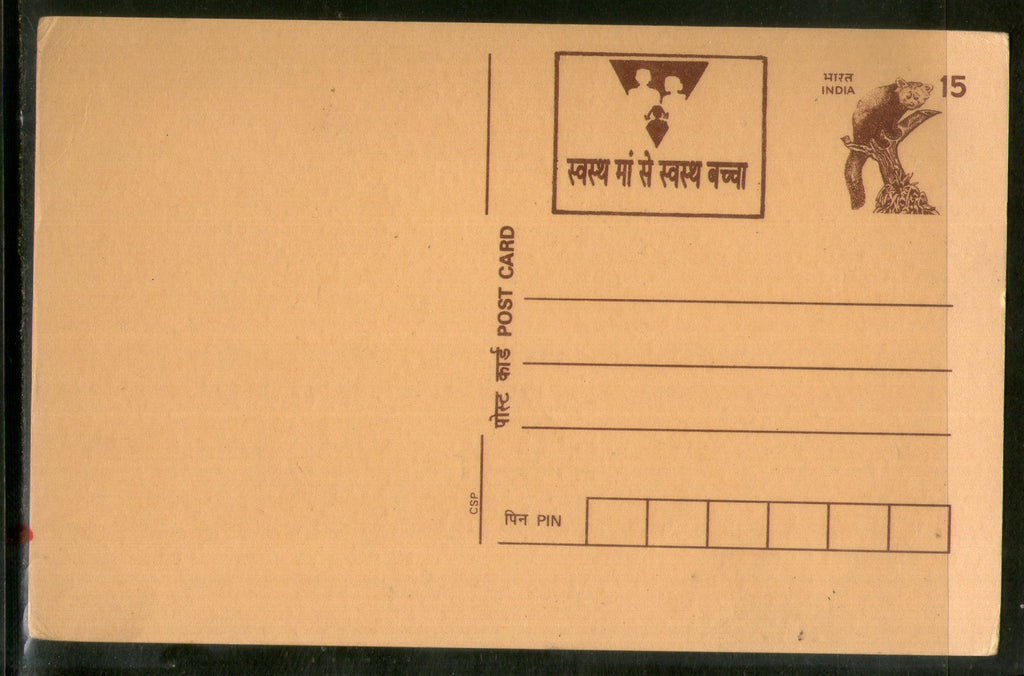 स्वस्थ मां से स्वस्थ बच्चा
भारत
INDIA
15
पोस्ट कार्ड POST CARD
CSP
पिन PIN